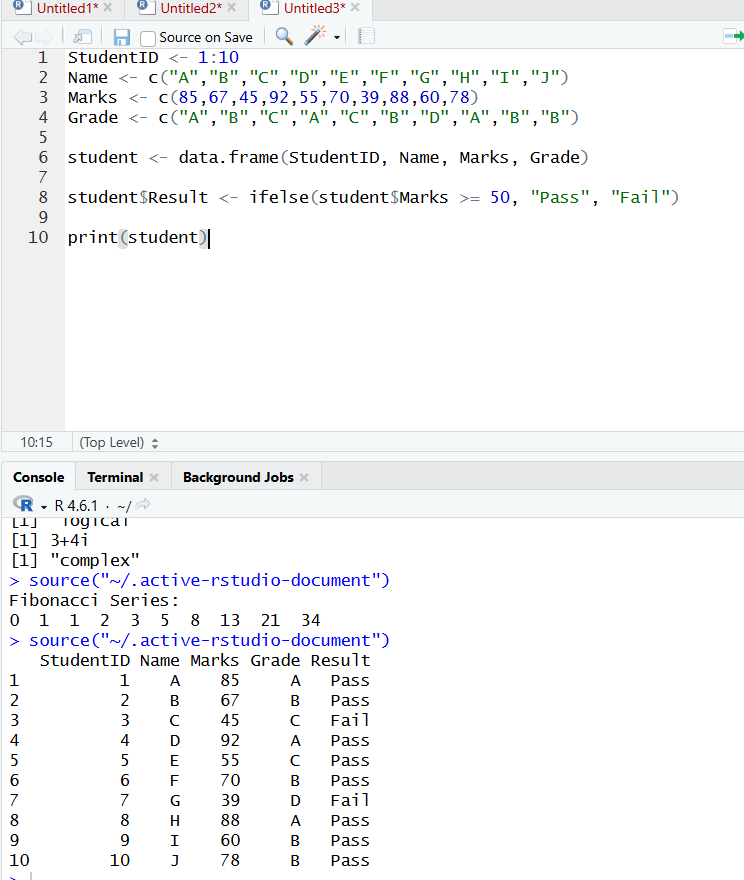 Untitled1* Untitled2* Untitled3*
Source on Save
1 StudentID <- 1:10
2 Name <- c("A","B","C","D","E","F","G","H","I","J")
3 Marks <- c(85,67,45,92,55,70,39,88,60,78)
4 Grade <- c("A","B","C","A","C","B","D","A","B","B")
5
6 student <- data.frame(StudentID, Name, Marks, Grade)
7
8 student$Result <- ifelse(student$Marks >= 50, "Pass", "Fail")
9
10 print(student)
10:15 (Top Level)
Console Terminal Background Jobs
R 4.6.1 · ~/
[1] "logical"
[1] 3+4i
[1] "complex"
> source("~/.active-rstudio-document")
Fibonacci Series:
0 1 1 2 3 5 8 13 21 34
> source("~/.active-rstudio-document")
StudentID Name Marks Grade Result
1 1 A 85 A Pass
2 2 B 67 B Pass
3 3 C 45 C Fail
4 4 D 92 A Pass
5 5 E 55 C Pass
6 6 F 70 B Pass
7 7 G 39 D Fail
8 8 H 88 A Pass
9 9 I 60 B Pass
10 10 J 78 B Pass
>